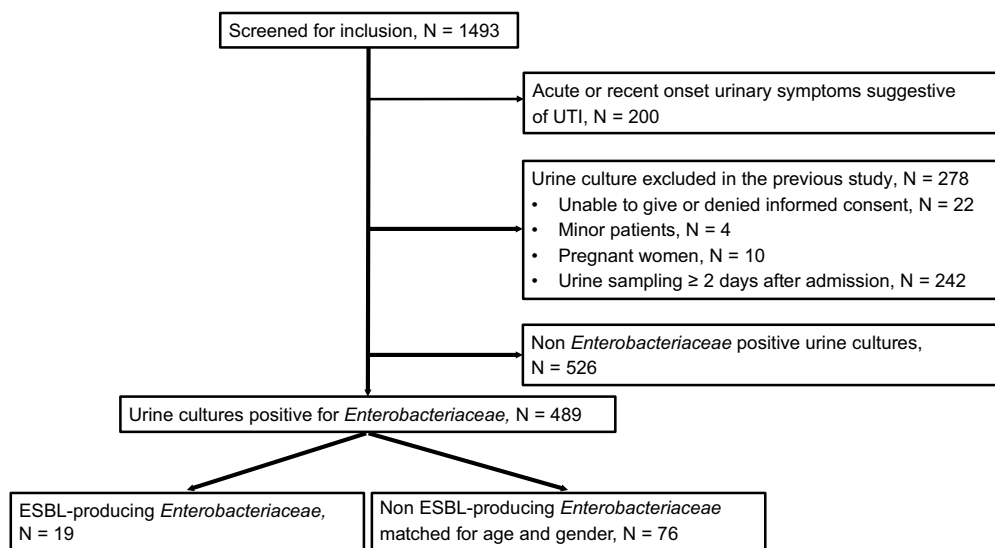 Screened for inclusion, N = 1493
Acute or recent onset urinary symptoms suggestive
of UTI, N = 200
Urine culture excluded in the previous study, N = 278
• Unable to give or denied informed consent, N = 22
• Minor patients, N = 4
• Pregnant women, N = 10
• Urine sampling ≥ 2 days after admission, N = 242
Non Enterobacteriaceae positive urine cultures,
N = 526
Urine cultures positive for Enterobacteriaceae, N = 489
ESBL-producing Enterobacteriaceae,
N = 19
Non ESBL-producing Enterobacteriaceae
matched for age and gender, N = 76